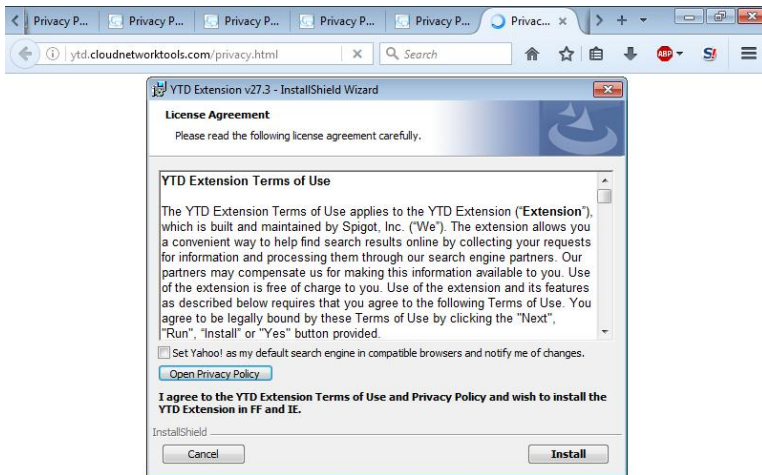 Privacy P... Privacy P... Privacy P... Privacy P... Privacy P... Privac...
ytd.cloudnetworktools.com/privacy.html Search ABP S!
YTD Extension v27.3 - InstallShield Wizard
License Agreement
Please read the following license agreement carefully.
YTD Extension Terms of Use
The YTD Extension Terms of Use applies to the YTD Extension (“Extension”),
which is built and maintained by Spigot, Inc. (“We”). The extension allows you
a convenient way to help find search results online by collecting your requests
for information and processing them through our search engine partners. Our
partners may compensate us for making this information available to you. Use
of the extension is free of charge to you. Use of the extension and its features
as described below requires that you agree to the following Terms of Use. You
agree to be legally bound by these Terms of Use by clicking the "Next",
"Run", “Install” or "Yes" button provided.
Set Yahoo! as my default search engine in compatible browsers and notify me of changes.
Open Privacy Policy
I agree to the YTD Extension Terms of Use and Privacy Policy and wish to install the
YTD Extension in FF and IE.
InstallShield
Cancel Install